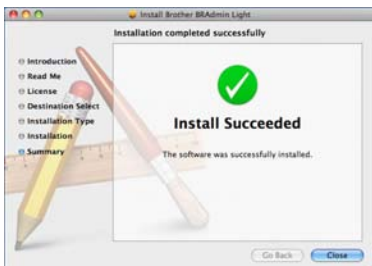 Install Brother BRAdmin Light
Installation completed successfully
Introduction
Read Me
License
Destination Select
Installation Type
Installation
Summary
Install Succeeded
The software was successfully installed.
Go Back
Close